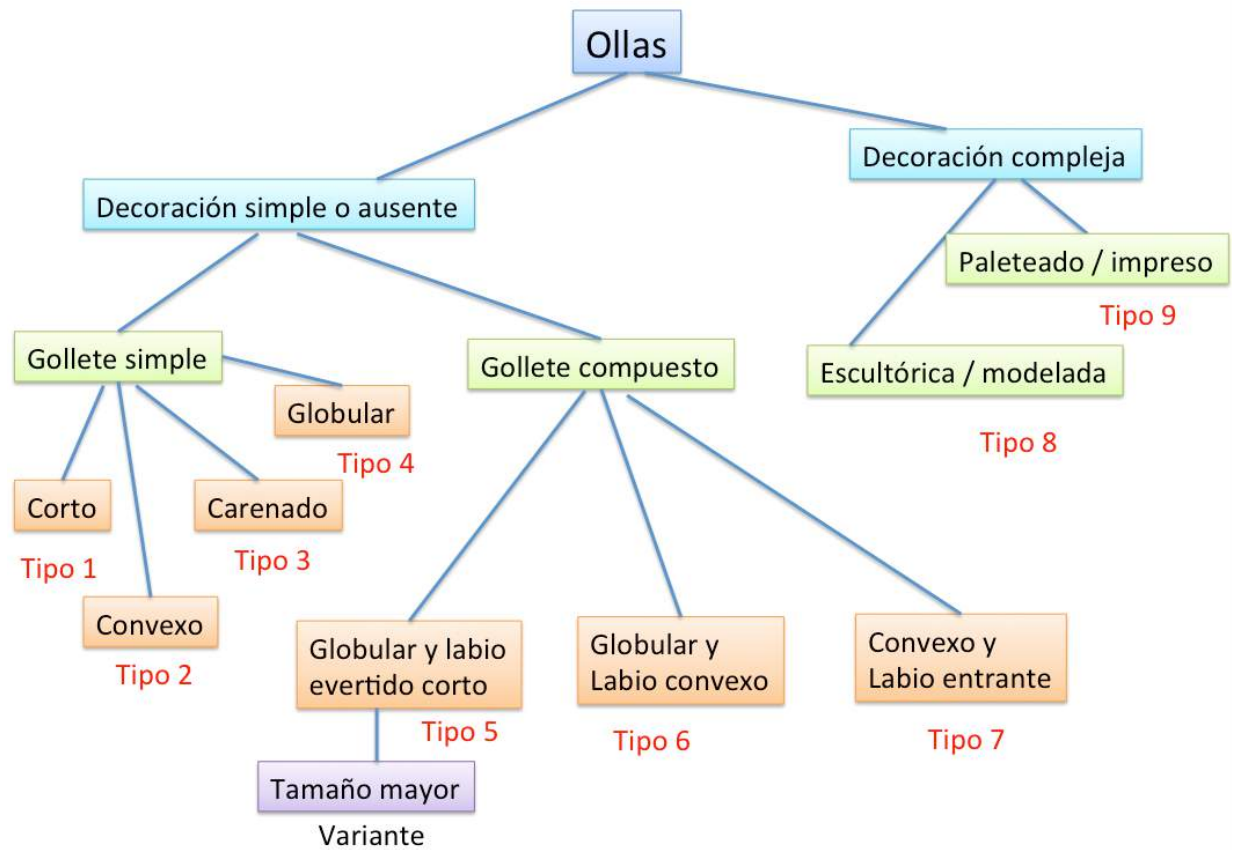 Ollas
Decoración compleja
Decoración simple o ausente
Paleteado / impreso
Tipo 9
Gollete simple
Gollete compuesto
Escultórica / modelada
Tipo 8
Globular
Tipo 4
Corto
Tipo 1
Carenado
Tipo 3
Convexo
Tipo 2
Globular y labio
evertido corto
Tipo 5
Globular y
Labio convexo
Tipo 6
Convexo y
Labio entrante
Tipo 7
Tamaño mayor
Variante